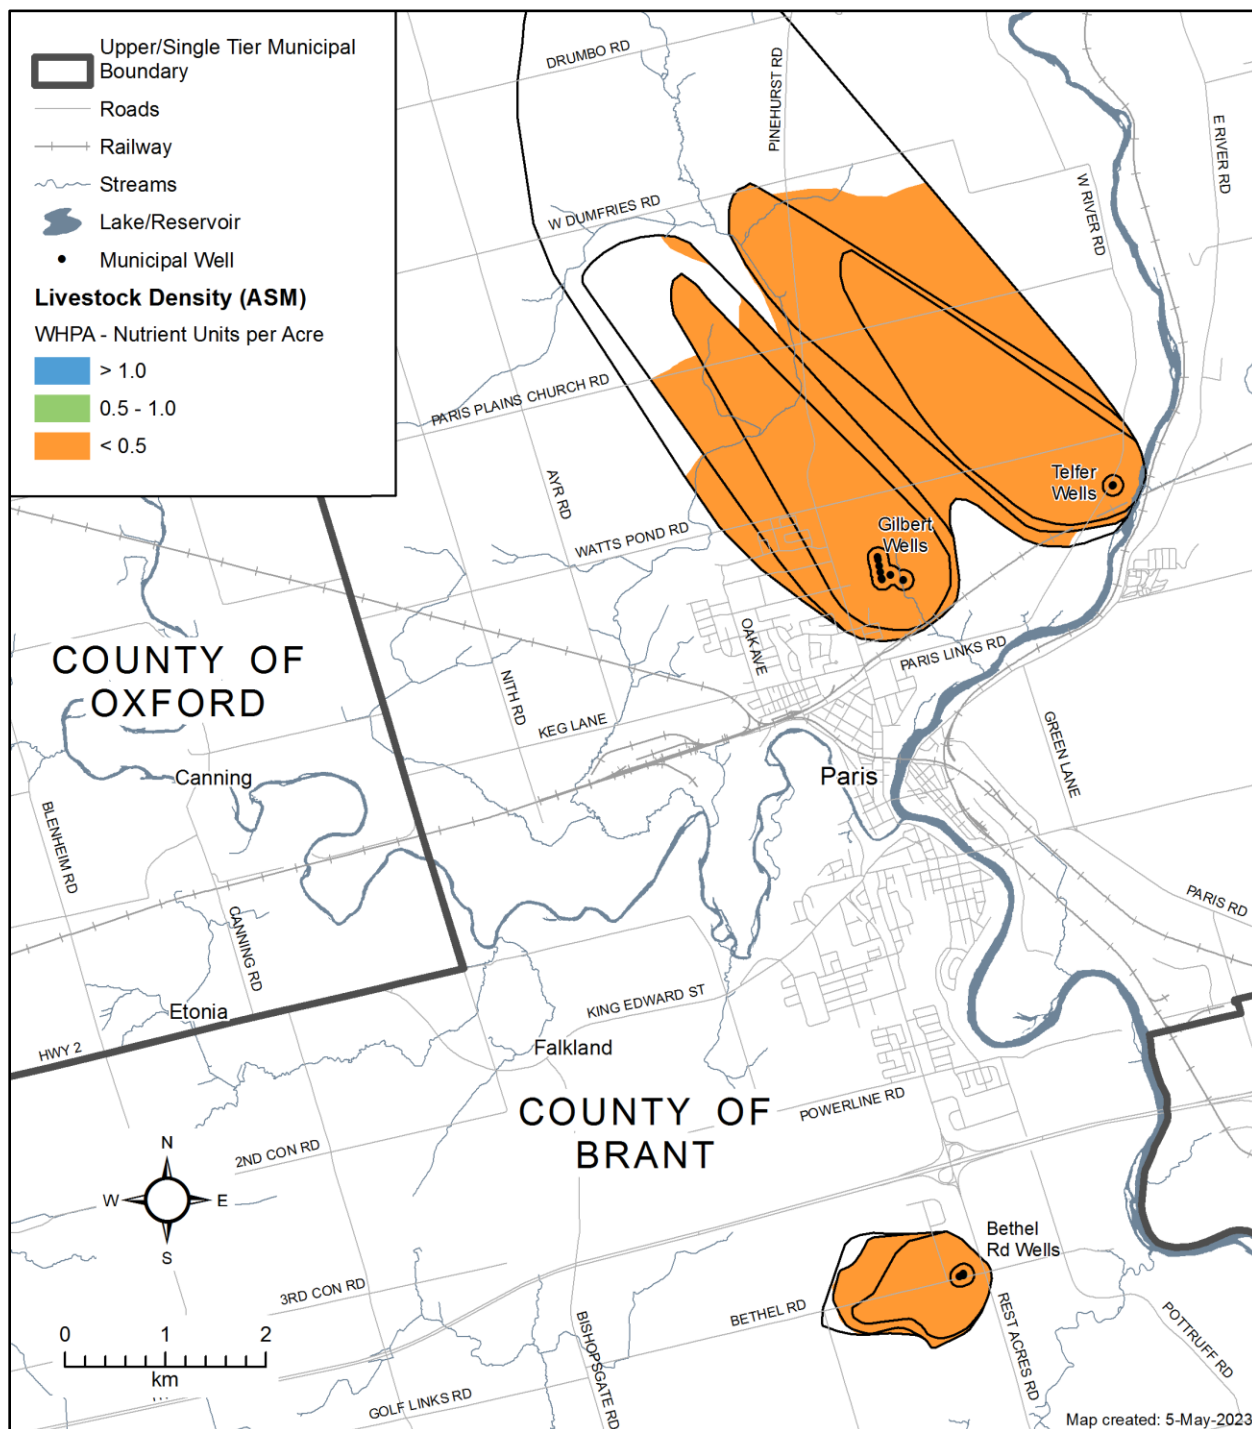 Upper/Single Tier Municipal
Boundary
Roads
Railway
Streams
Lake/Reservoir
Municipal Well
Livestock Density (ASM)
WHPA - Nutrient Units per Acre
> 1.0
0.5 - 1.0
< 0.5
DRUMBO RD
PINEHURST RD
E RIVER RD
W RIVER RD
W DUMFRIES RD
PARIS PLAINS CHURCH RD
AYR RD
WATTS POND RD
Telfer
Wells
Gilbert
Wells
OAK AVE
PARIS LINKS RD
COUNTY OF
OXFORD
NITH RD
KEG LANE
GREEN LANE
Canning
Paris
BLENHEIM RD
CANNING RD
PARIS RD
Etonia
KING EDWARD ST
HWY 2
Falkland
COUNTY OF
BRANT
POWERLINE RD
2ND CON RD
N
W
E
S
Bethel
Rd Wells
3RD CON RD
BETHEL RD
BISHOPSGATE RD
REST ACRES RD
POTTRUFF RD
0 1 2
km
GOLF LINKS RD
Map created: 5-May-2023